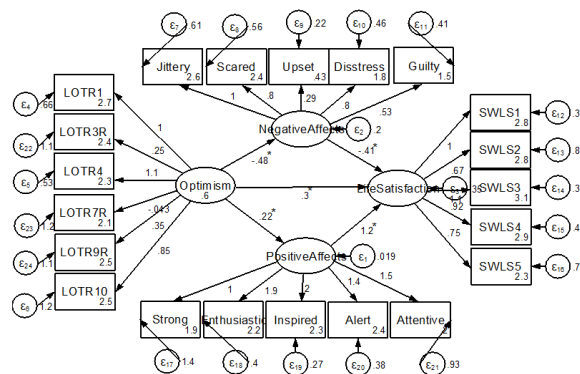 ε7 .61
ε8 .56
ε9 .22
ε10 .46
ε11 .41
Jittery
2.6
Scared
2.4
Upset
.43
Disstress
1.8
Guilty
1.5
1
.8
.29
.8
.53
NegativeAffects
ε2 .2
ε4 .66
LOTR1
2.7
ε22 1.1
LOTR3R
2.4
ε5 .53
LOTR4
2.3
ε23 1.2
LOTR7R
2.1
ε24 1.1
LOTR9R
2.5
ε6 1.2
LOTR10
2.5
1
.25
1.1
-.043
.35
.85
Optimism
.6
-.48*
.3*
.22*
-.41*
1.2*
LifeSatisfaction
.35
1
.67
1.1
.92
.75
SWLS1
2.8
ε12 .3
SWLS2
2.8
ε13 .8
SWLS3
3.1
ε14 .3
SWLS4
2.9
ε15 .4
SWLS5
2.3
ε16 .7
PositiveAffects
ε1 .019
1
1.9
2
1.4
1.5
Strong
1.9
Enthusiastic
2.2
Inspired
2.3
Alert
2.4
Attentive
ε17 1.4
ε18 .4
ε19 .27
ε20 .38
ε21 .93